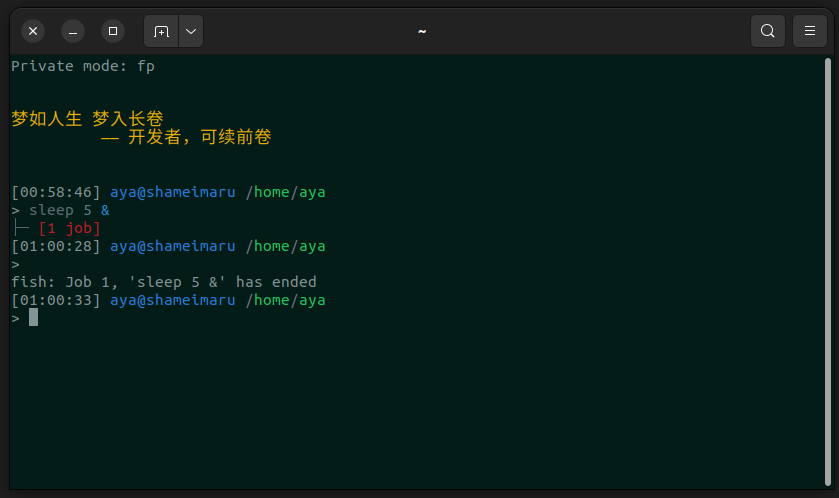 ~
Private mode: fp
梦如人生 梦入长卷
—— 开发者，可续前卷
[00:58:46] aya@shameimaru /home/aya
> sleep 5 &
├─ [1 job]
[01:00:28] aya@shameimaru /home/aya
>
fish: Job 1, 'sleep 5 &' has ended
[01:00:33] aya@shameimaru /home/aya
>